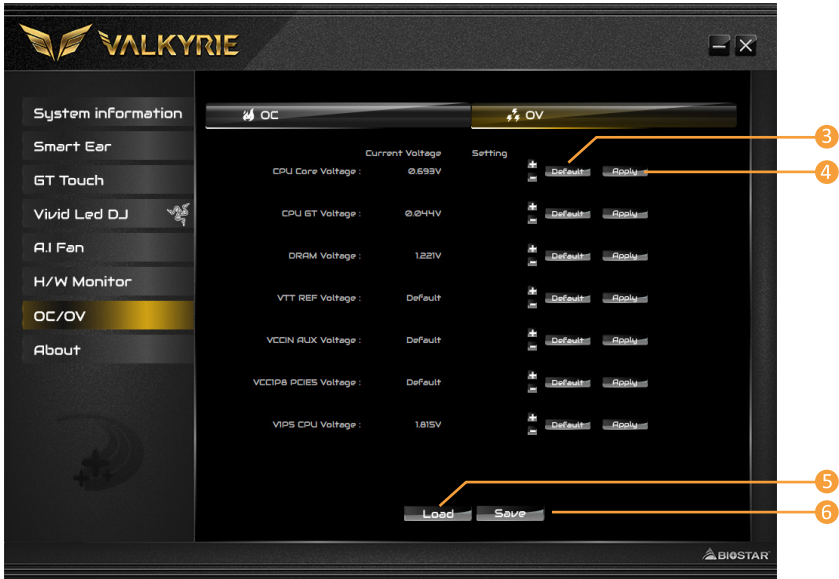 VALKYRIE
System information
Smart Ear
GT Touch
Vivid Led DJ
A.I Fan
H/W Monitor
OC/OV
About
OC
OV
Current Voltage Setting
CPU Core Voltage : 0.693V + - Default Apply
CPU GT Voltage : 0.044V + - Default Apply
DRAM Voltage : 1.221V + - Default Apply
VTT REF Voltage : Default + - Default Apply
VCCIN AUX Voltage : Default + - Default Apply
VCC1P8 PCIE5 Voltage : Default + - Default Apply
V1P5 CPU Voltage : 1.815V + - Default Apply
Load Save
BIOSTAR
3
4
5
6